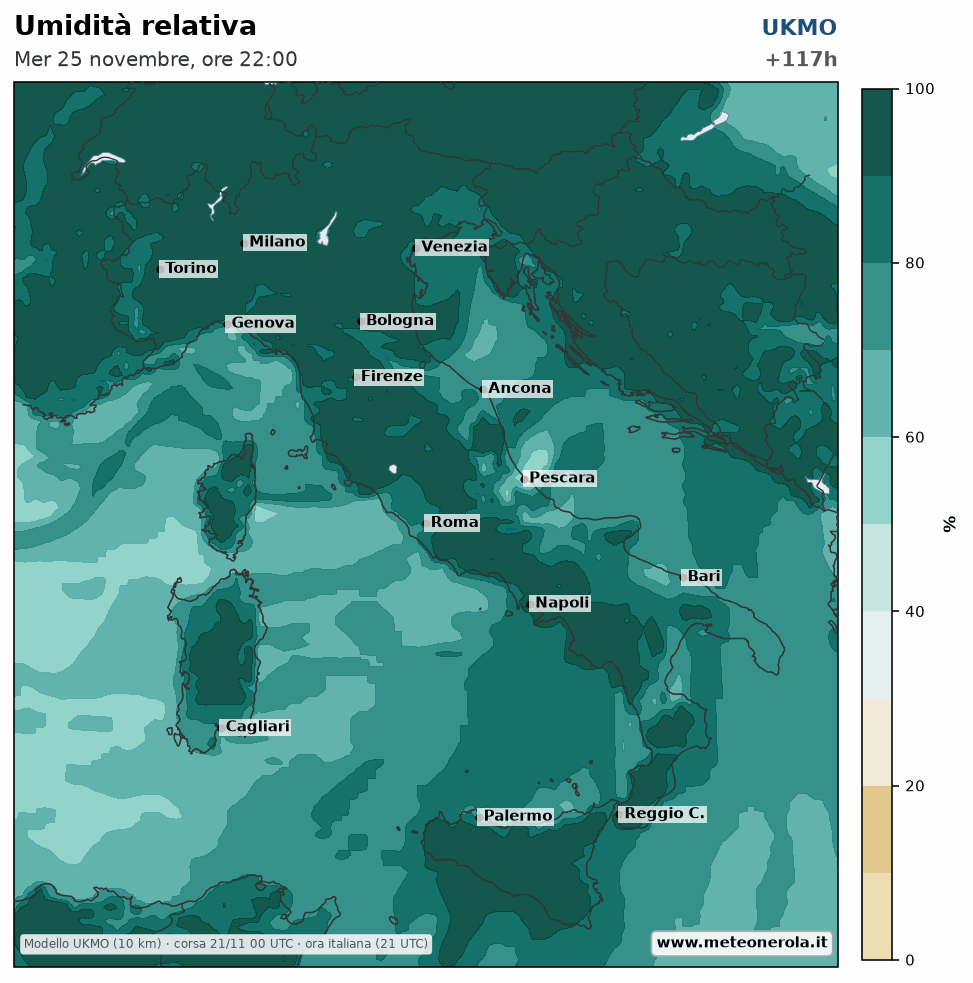 Umidità relativa
UKMO
Mer 25 novembre, ore 22:00
+117h
100
80
60
40
20
0
%
Milano
Venezia
Torino
Genova
Bologna
Firenze
Ancona
Pescara
Roma
Bari
Napoli
Cagliari
Palermo
Reggio C.
Modello UKMO (10 km) · corsa 21/11 00 UTC · ora italiana (21 UTC)
www.meteonerola.it